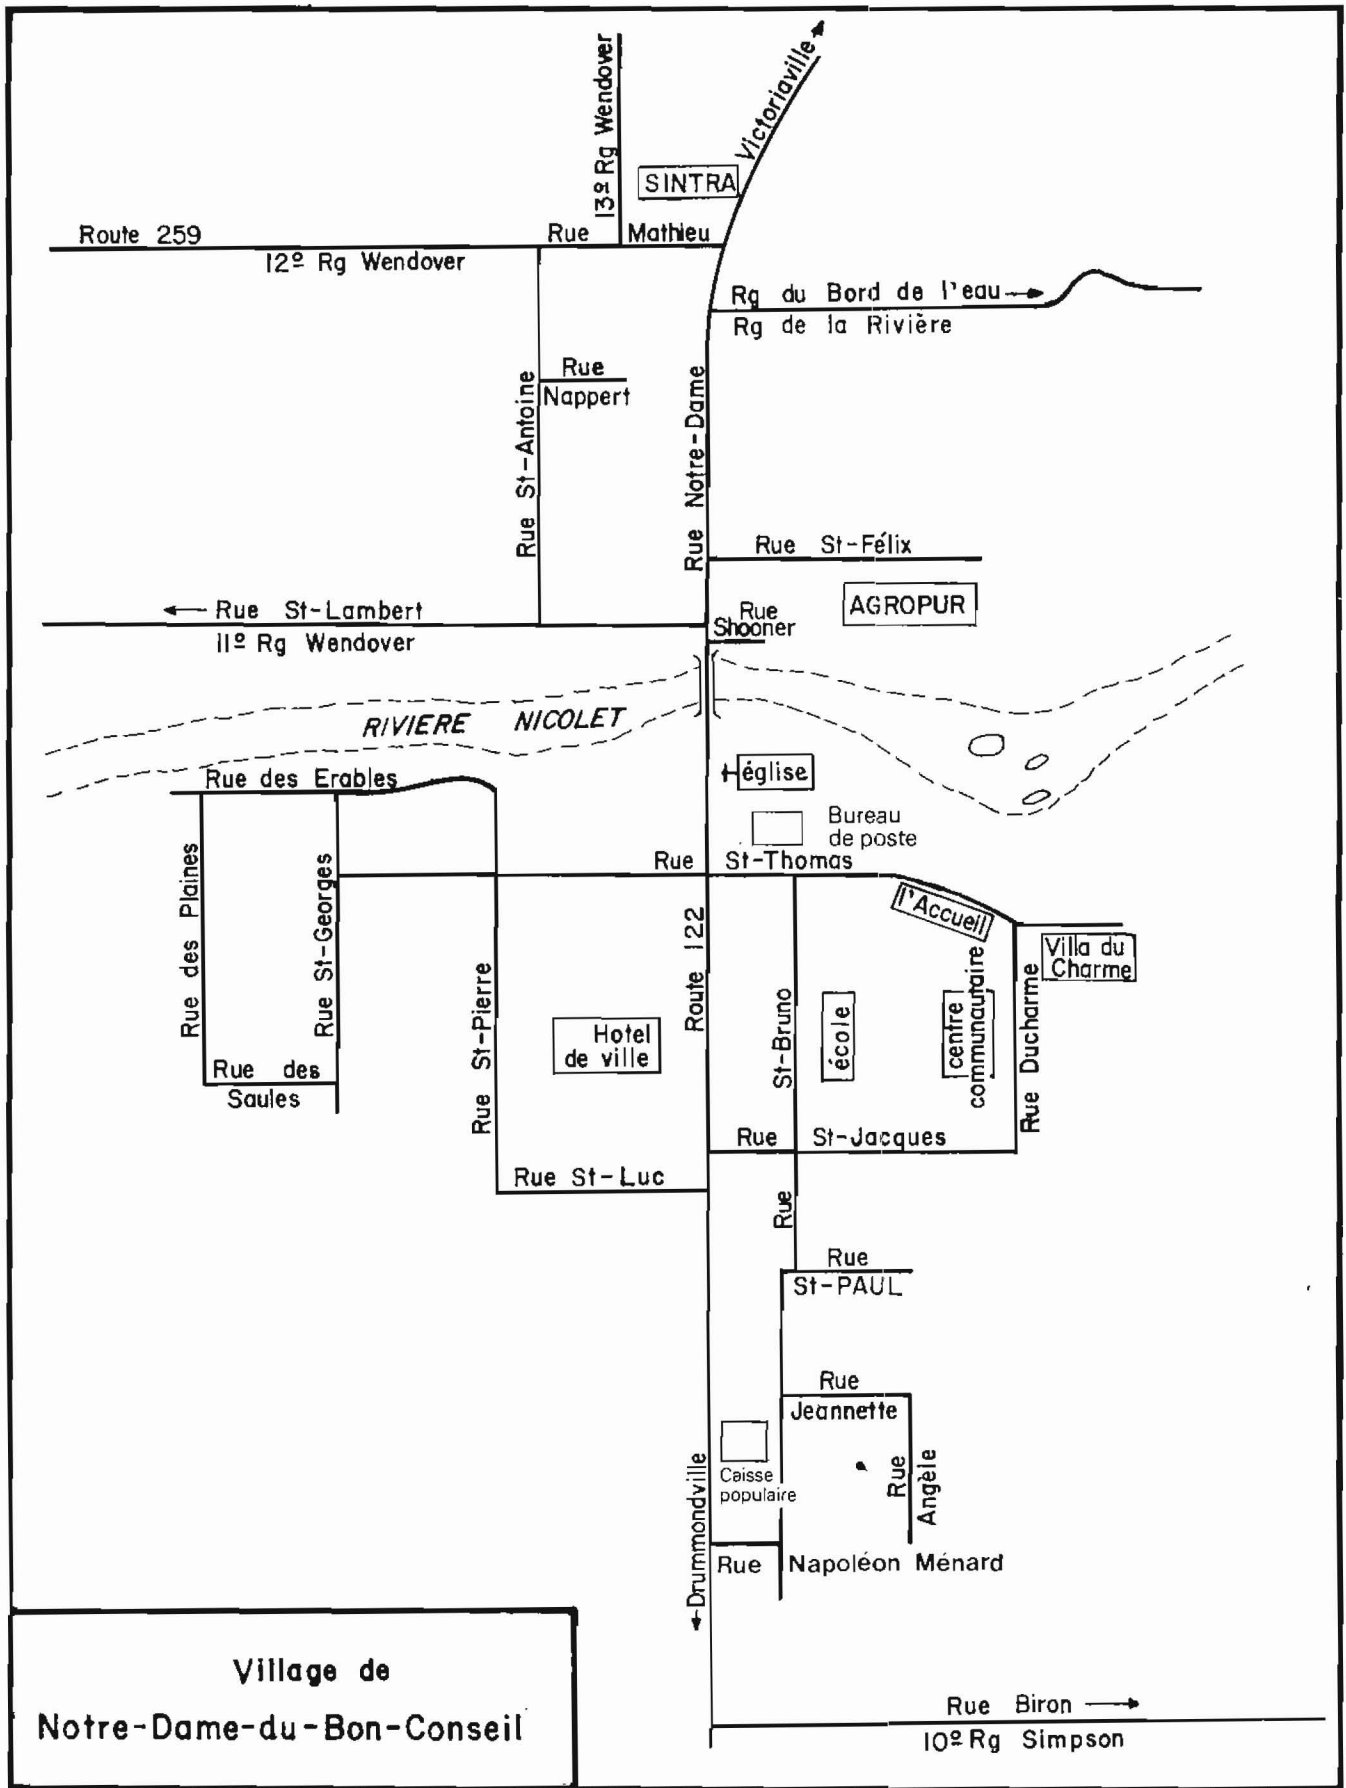 Victoriaville
13e Rg Wendover
SINTRA
Route 259
Rue Mathieu
12e Rg Wendover
Rg du Bord de l'eau
Rg de la Rivière
Rue
Nappert
Rue St-Antoine
Rue Notre-Dame
Rue St-Félix
AGROPUR
Rue St-Lambert
11e Rg Wendover
Rue
Shooner
RIVIERE NICOLET
église
Rue des Erables
Bureau
de poste
Rue St-Thomas
l'Accueil
Villa du
Charme
Rue des Plaines
Rue St-Georges
Rue St-Pierre
Route 122
Hotel
de ville
Rue St-Bruno
école
centre
communautaire
Rue Ducharme
Rue des
Saules
Rue St-Jacques
Rue St-Luc
Rue
St-PAUL
Rue
Jeannette
Rue
Angèle
Caisse
populaire
Drummondville
Rue Napoléon Ménard
Village de
Notre-Dame-du-Bon-Conseil
Rue Biron
10e Rg Simpson